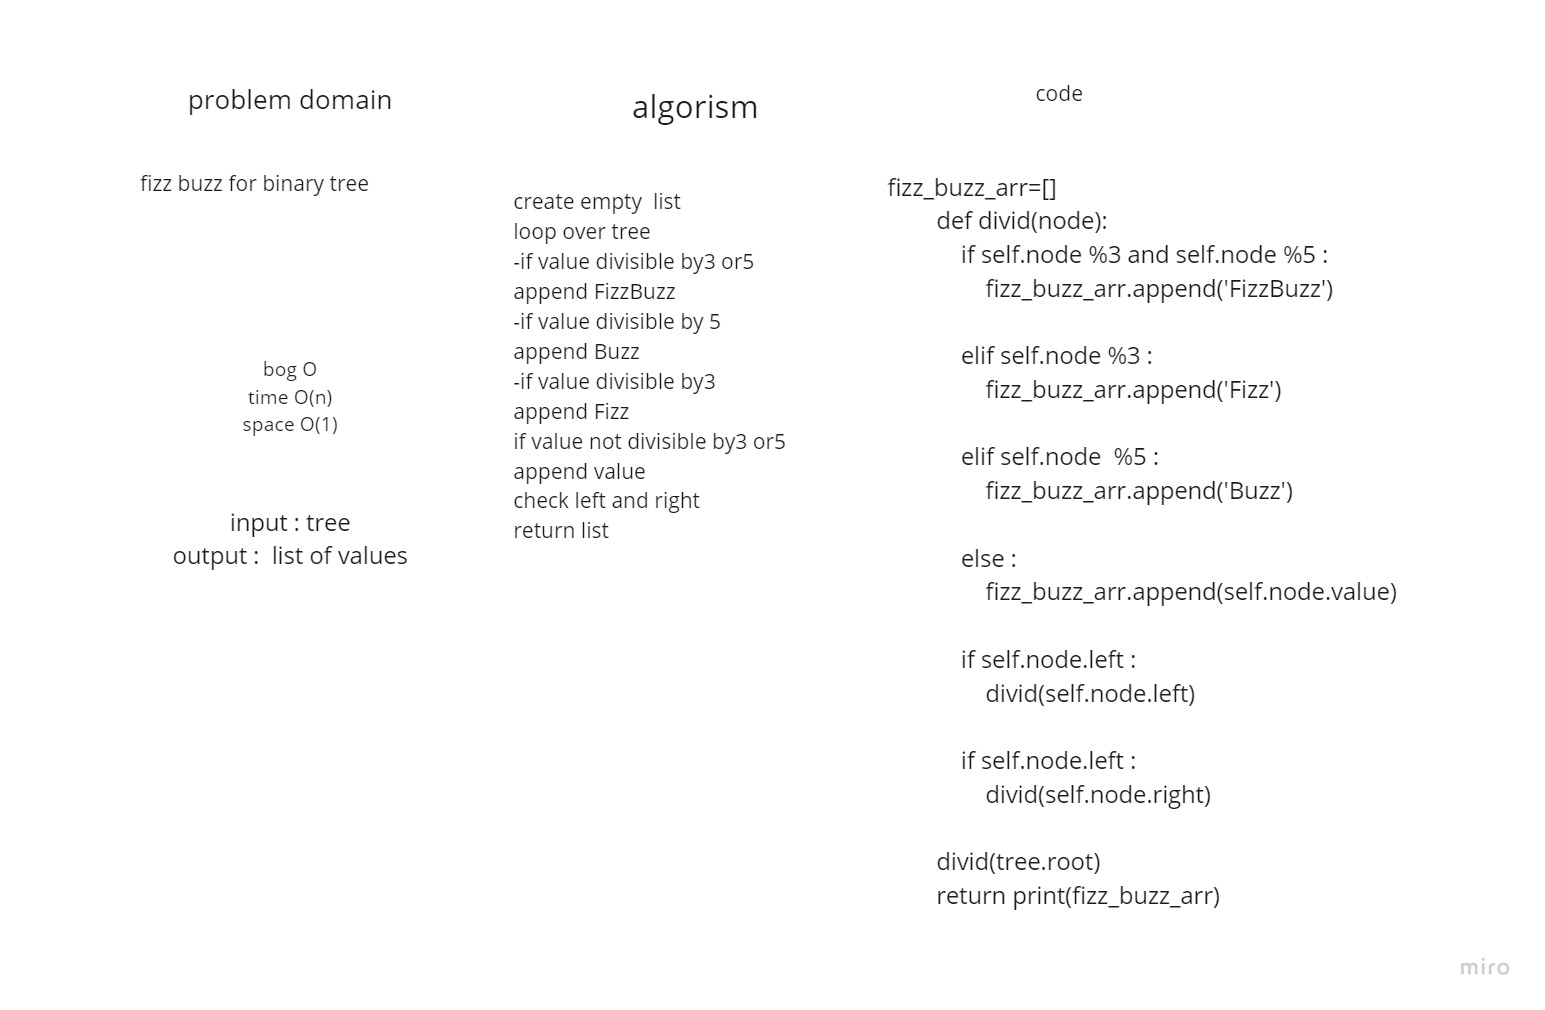 problem domain
fizz buzz for binary tree
bog O
time O(n)
space O(1)
input : tree
output :  list of values
algorism
create empty  list
loop over tree
-if value divisible by3 or5
append FizzBuzz
-if value divisible by 5
append Buzz
-if value divisible by3
append Fizz
if value not divisible by3 or5
append value
check left and right
return list
code
fizz_buzz_arr=[]
def divid(node):
if self.node %3 and self.node %5 :
fizz_buzz_arr.append('FizzBuzz')
elif self.node %3 :
fizz_buzz_arr.append('Fizz')
elif self.node  %5 :
fizz_buzz_arr.append('Buzz')
else :
fizz_buzz_arr.append(self.node.value)
if self.node.left :
divid(self.node.left)
if self.node.left :
divid(self.node.right)
divid(tree.root)
return print(fizz_buzz_arr)
miro